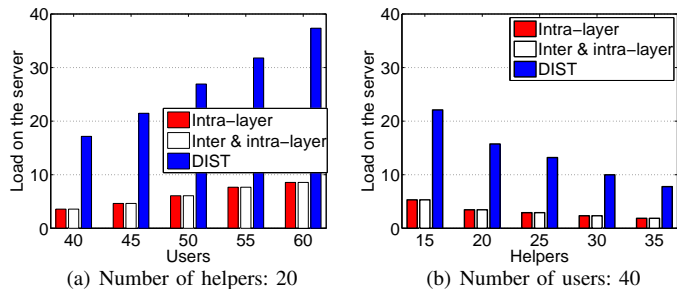 40
30
20
10
0
Load on the server
Intra−layer
Inter & intra−layer
DIST
40 45 50 55 60
Users
(a) Number of helpers: 20
40
30
20
10
0
Load on the server
Intra−layer
Inter & intra−layer
DIST
15 20 25 30 35
Helpers
(b) Number of users: 40